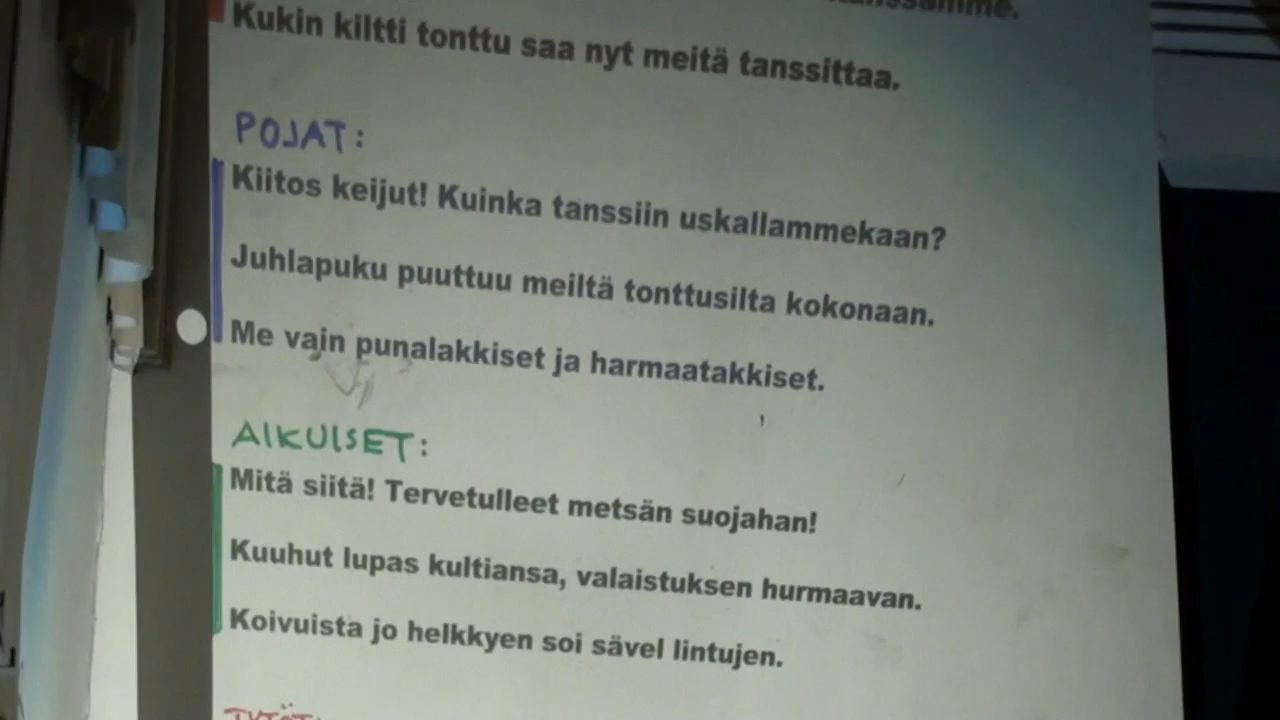 Kukin kiltti tonttu saa nyt meitä tanssittaa.
POJAT:
Kiitos keijut! Kuinka tanssiin uskallammekaan?
Juhlapuku puuttuu meiltä tonttusilta kokonaan.
Me vain punalakkiset ja harmaatakkiset.
AIKUISET:
Mitä siitä! Tervetulleet metsän suojahan!
Kuuhut lupas kultiansa, valaistuksen hurmaavan.
Koivuista jo helkkyen soi sävel lintujen.